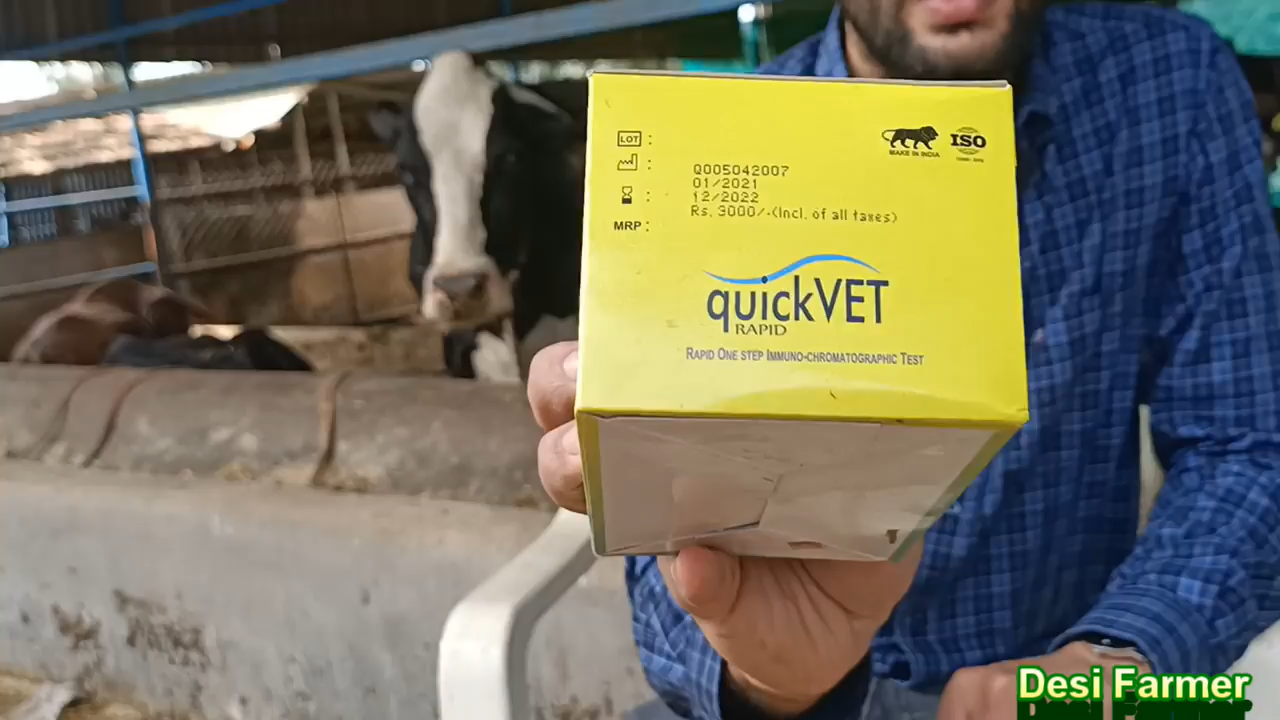 LOT :
MAKE IN INDIA
ISO
:
Q005042007
01/2021
:
12/2022
MRP :
Rs. 3000/-(Incl. of all taxes)
quickVET
RAPID
RAPID ONE STEP IMMUNO-CHROMATOGRAPHIC TEST
Desi Farmer